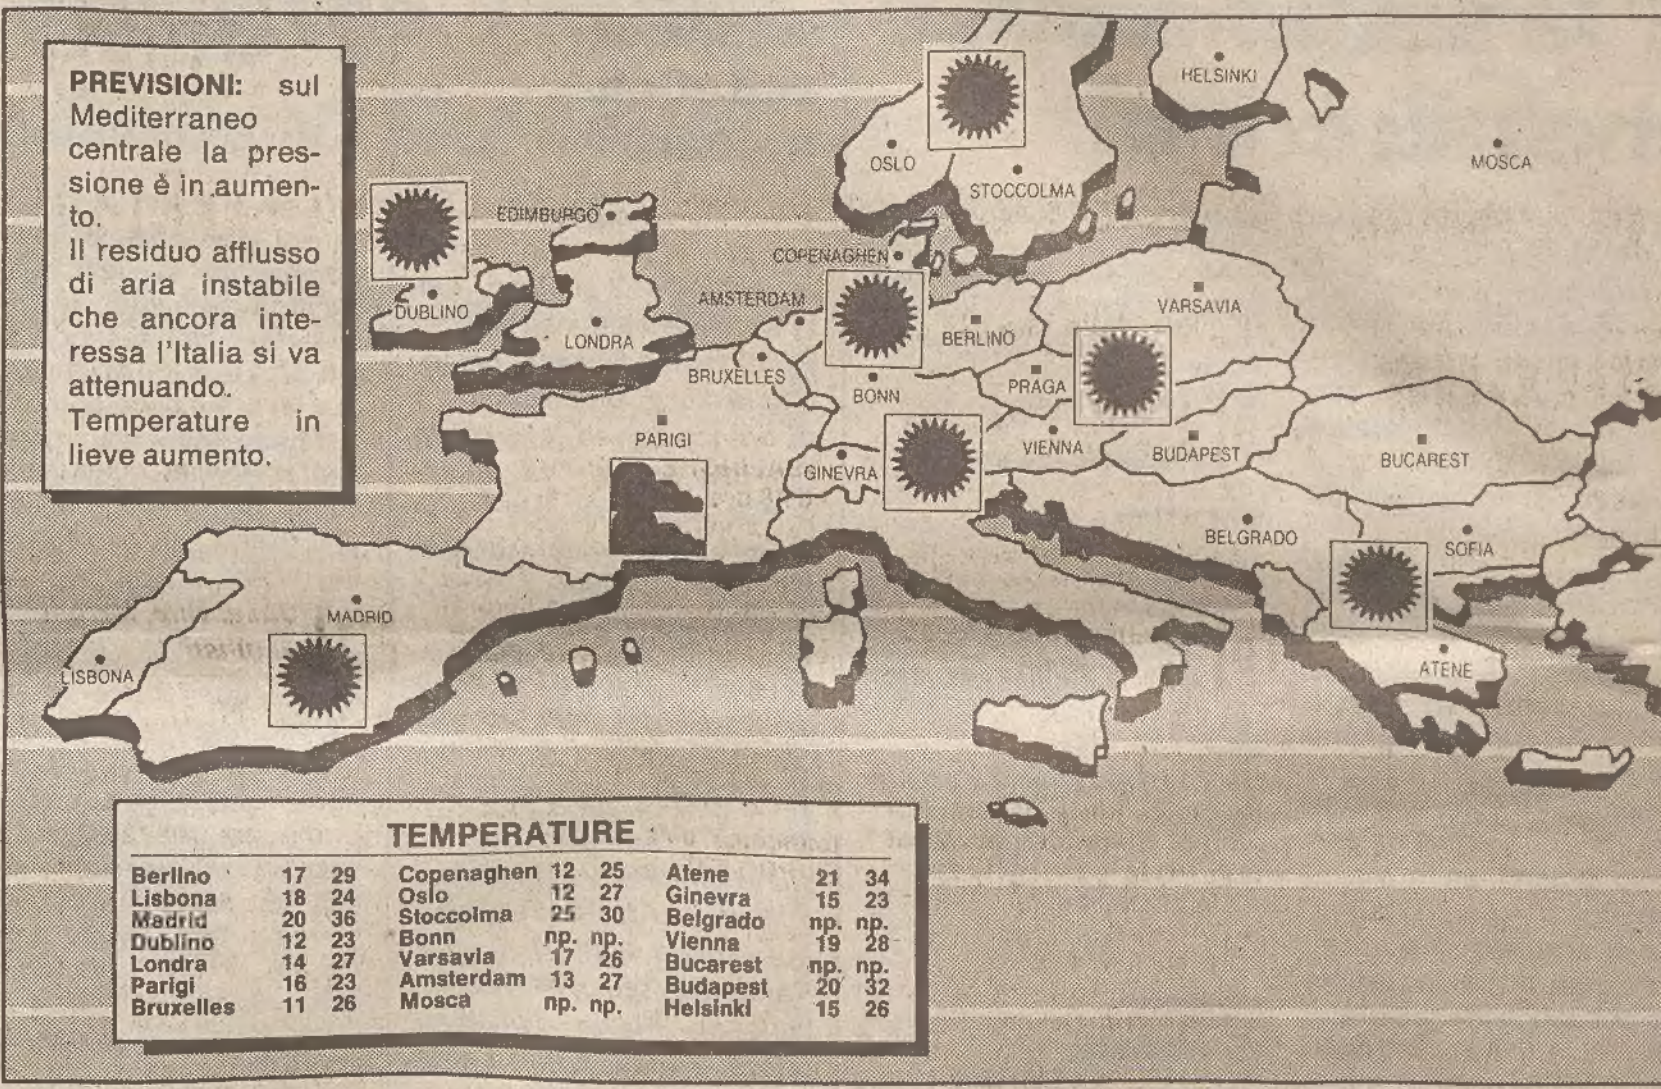 PREVISIONI: sul
Mediterraneo
centrale la pres-
sione è in aumen-
to.
Il residuo afflusso
di aria instabile
che ancora inte-
ressa l'Italia si va
attenuando.
Temperature in
lieve aumento.
HELSINKI
OSLO
STOCCOLMA
MOSCA
EDIMBURGO
COPENAGHEN
DUBLINO
LONDRA
AMSTERDAM
BERLINO
VARSAVIA
BRUXELLES
BONN
PRAGA
PARIGI
GINEVRA
VIENNA
BUDAPEST
BUCAREST
BELGRADO
SOFIA
MADRID
LISBONA
ATENE
TEMPERATURE
Berlino 17 29
Lisbona 18 24
Madrid 20 36
Dublino 12 23
Londra 14 27
Parigi 16 23
Bruxelles 11 26
Copenaghen 12 25
Oslo 12 27
Stoccolma 25 30
Bonn np. np.
Varsavia 17 26
Amsterdam 13 27
Mosca np. np.
Atene 21 34
Ginevra 15 23
Belgrado np. np.
Vienna 19 28
Bucarest np. np.
Budapest 20 32
Helsinki 15 26